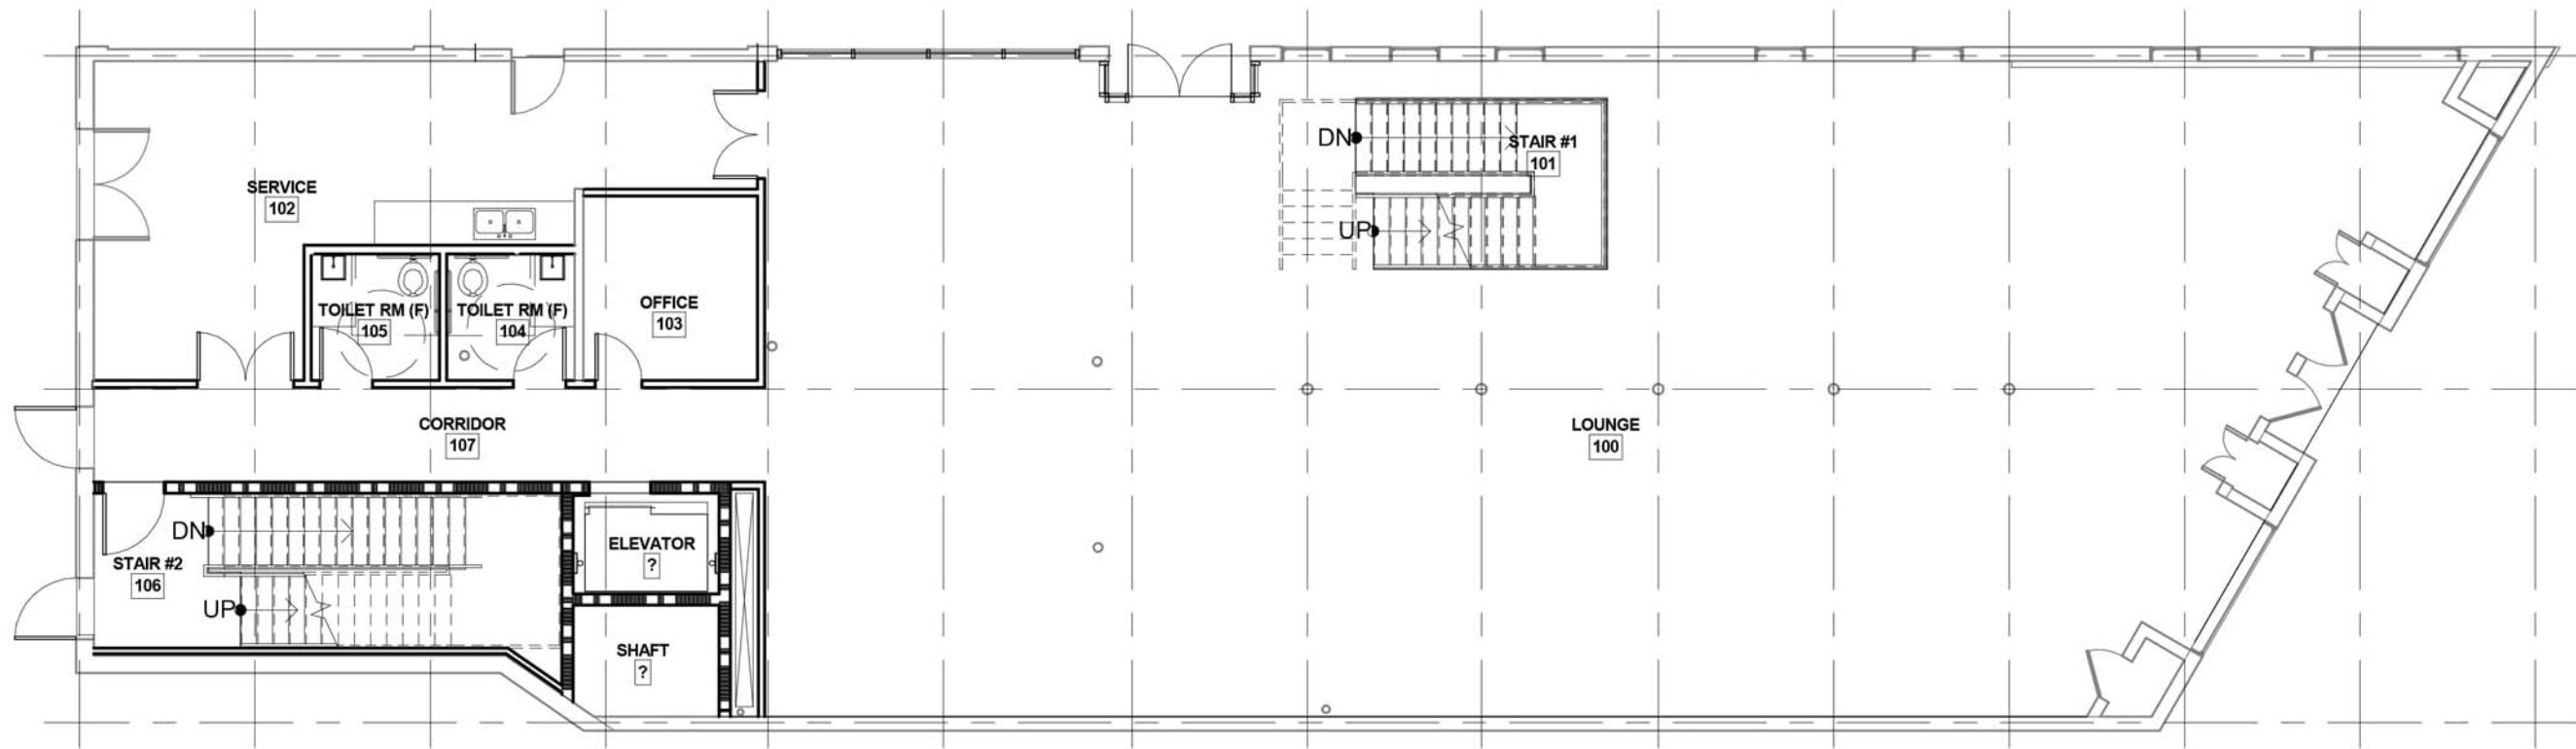 SERVICE
102
TOILET RM (F)
105
TOILET RM (F)
104
OFFICE
103
DN
STAIR #1
101
UP
CORRIDOR
107
LOUNGE
100
DN
STAIR #2
106
UP
ELEVATOR
?
SHAFT
?